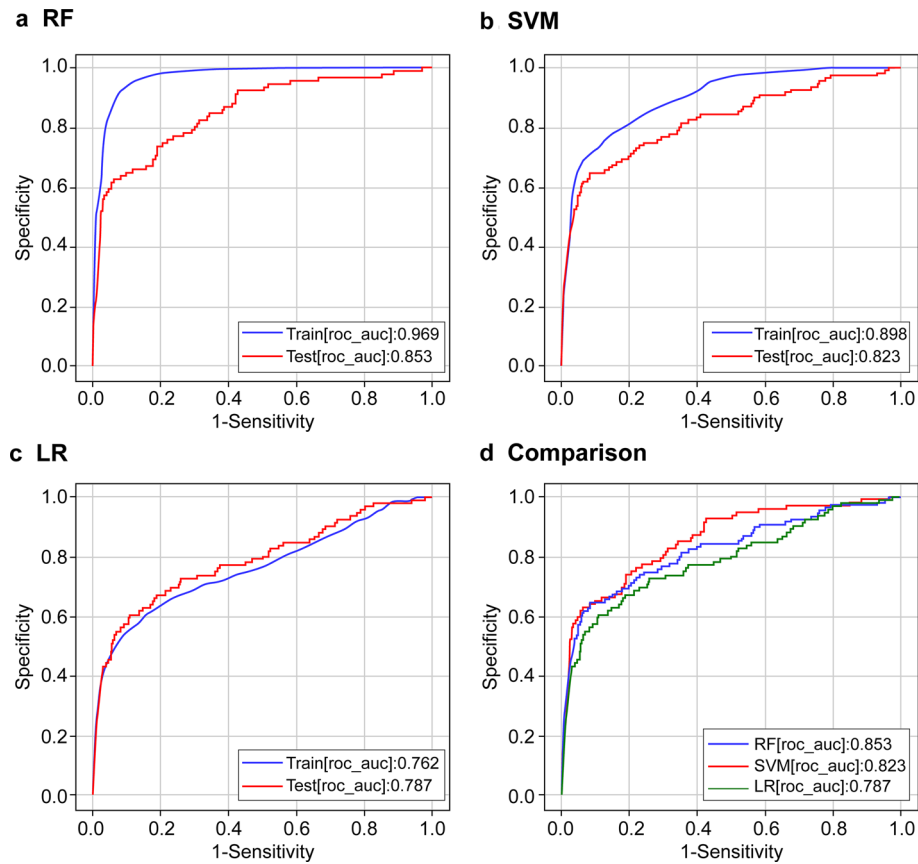 a RF
b SVM
1.0
0.8
0.6
0.4
0.2
0.0
Specificity
Train[roc_auc]:0.969
Test[roc_auc]:0.853
0.0 0.2 0.4 0.6 0.8 1.0
1-Sensitivity
1.0
0.8
0.6
0.4
0.2
0.0
Specificity
Train[roc_auc]:0.898
Test[roc_auc]:0.823
0.0 0.2 0.4 0.6 0.8 1.0
1-Sensitivity
c LR
d Comparison
1.0
0.8
0.6
0.4
0.2
0.0
Specificity
Train[roc_auc]:0.762
Test[roc_auc]:0.787
0.0 0.2 0.4 0.6 0.8 1.0
1-Sensitivity
1.0
0.8
0.6
0.4
0.2
0.0
Specificity
RF[roc_auc]:0.853
SVM[roc_auc]:0.823
LR[roc_auc]:0.787
0.0 0.2 0.4 0.6 0.8 1.0
1-Sensitivity